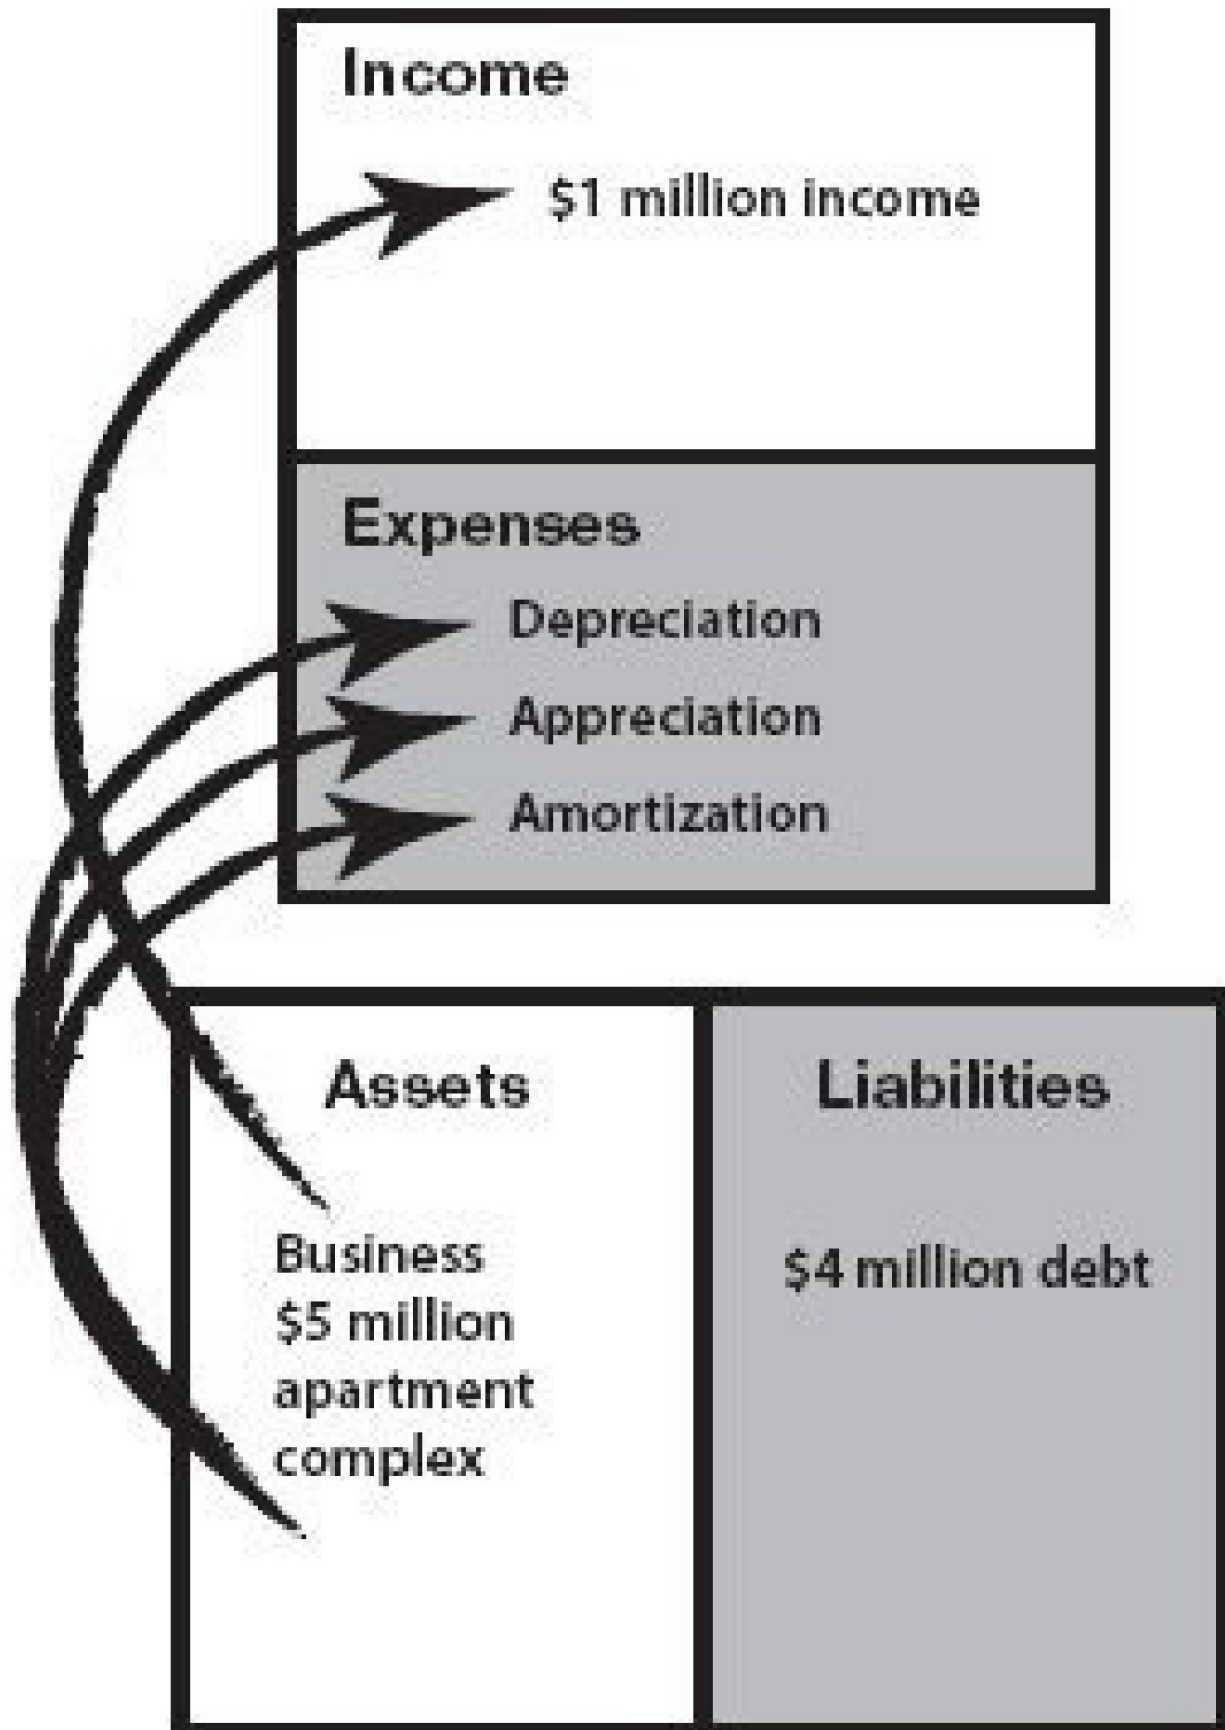 Income
$1 million income
Expenses
Depreciation
Appreciation
Amortization
Assets
Business
$5 million
apartment
complex
Liabilities
$4 million debt